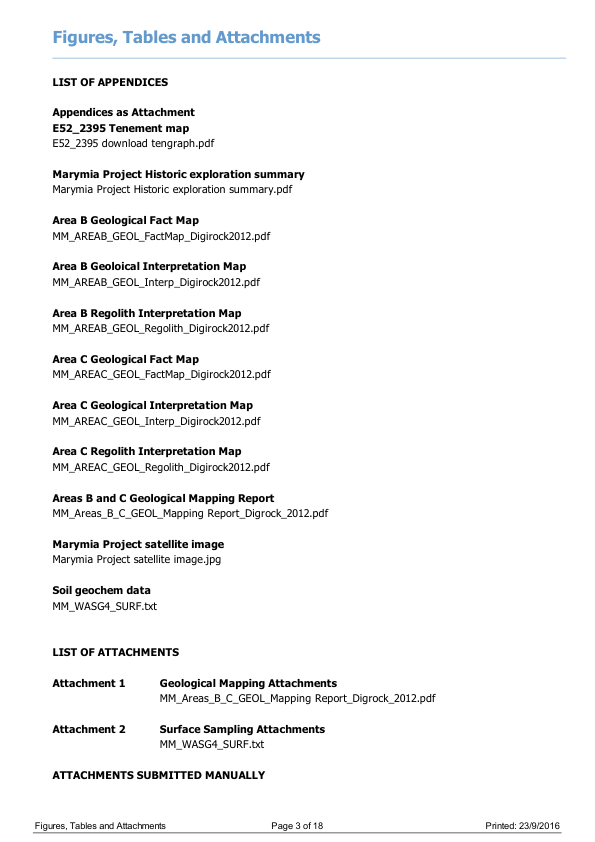 Figures, Tables and Attachments
LIST OF APPENDICES
Appendices as Attachment
E52_2395 Tenement map
E52_2395 download tengraph.pdf
Marymia Project Historic exploration summary
Marymia Project Historic exploration summary.pdf
Area B Geological Fact Map
MM_AREAB_GEOL_FactMap_Digirock2012.pdf
Area B Geoloical Interpretation Map
MM_AREAB_GEOL_Interp_Digirock2012.pdf
Area B Regolith Interpretation Map
MM_AREAB_GEOL_Regolith_Digirock2012.pdf
Area C Geological Fact Map
MM_AREAC_GEOL_FactMap_Digirock2012.pdf
Area C Geological Interpretation Map
MM_AREAC_GEOL_Interp_Digirock2012.pdf
Area C Regolith Interpretation Map
MM_AREAC_GEOL_Regolith_Digirock2012.pdf
Areas B and C Geological Mapping Report
MM_Areas_B_C_GEOL_Mapping Report_Digrock_2012.pdf
Marymia Project satellite image
Marymia Project satellite image.jpg
Soil geochem data
MM_WASG4_SURF.txt
LIST OF ATTACHMENTS
Attachment 1 Geological Mapping Attachments
MM_Areas_B_C_GEOL_Mapping Report_Digrock_2012.pdf
Attachment 2 Surface Sampling Attachments
MM_WASG4_SURF.txt
ATTACHMENTS SUBMITTED MANUALLY
Figures, Tables and Attachments Page 3 of 18 Printed: 23/9/2016